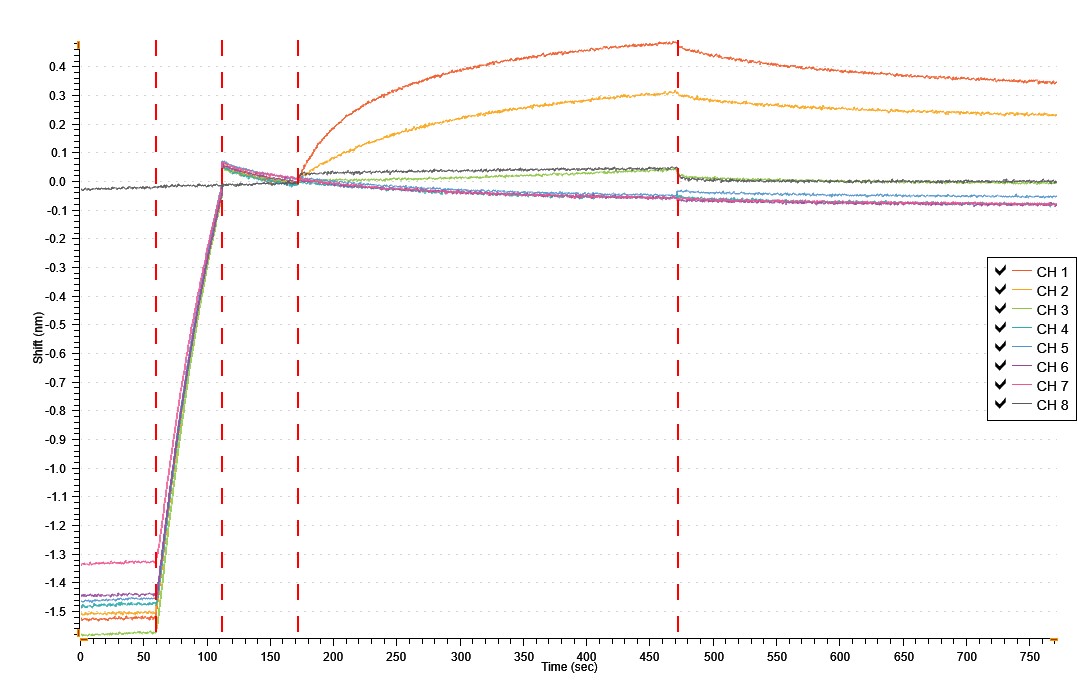 0.4
0.3
0.2
0.1
0.0
-0.1
-0.2
-0.3
-0.4
-0.5
-0.6
-0.7
-0.8
-0.9
-1.0
-1.1
-1.2
-1.3
-1.4
-1.5
Shift (nm)
0 50 100 150 200 250 300 350 400 450 500 550 600 650 700 750
Time (sec)
CH 1
CH 2
CH 3
CH 4
CH 5
CH 6
CH 7
CH 8